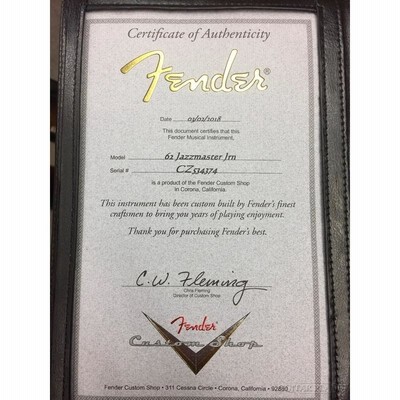 Certificate of Authenticity
Fender®
Date 03/02/2018
This document certifies that this
Fender Musical Instrument.
Model 62 Jazzmaster Jrn
Serial # CZ534374
is a product of the Fender Custom Shop
in Corona, California.
This instrument has been custom built by Fender's finest
craftsmen to bring you years of playing enjoyment.
Thank you for purchasing Fender's best.
C.W. Fleming
Chris Fleming
Director of Custom Shop
Fender
Custom Shop
Fender Custom Shop • 311 Cessna Circle • Corona, California • 92880